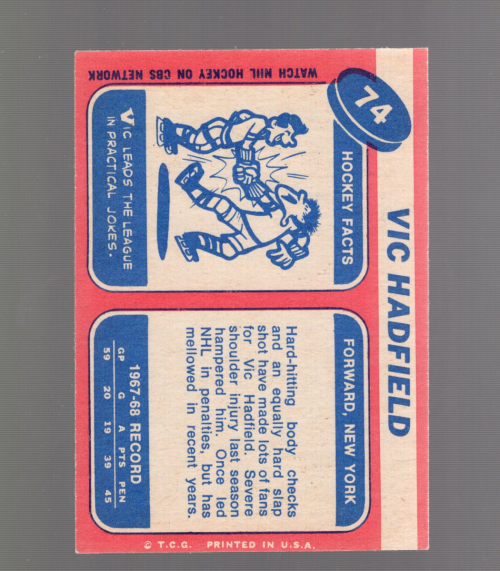 74
VIC HADFIELD
HOCKEY FACTS
VIC LEADS THE LEAGUE
IN PRACTICAL JOKES.
WATCH NHL HOCKEY ON CBS NETWORK
FORWARD, NEW YORK
Hard-hitting body checks
and an equally hard slap
shot have made lots of fans
for Vic Hadfield. Severe
shoulder injury last season
hampered him. Once led
NHL in penalties, but has
mellowed in recent years.
1967-68 RECORD
GP G A PTS PEN
59 20 19 39 45
© T.C.G. PRINTED IN U.S.A.